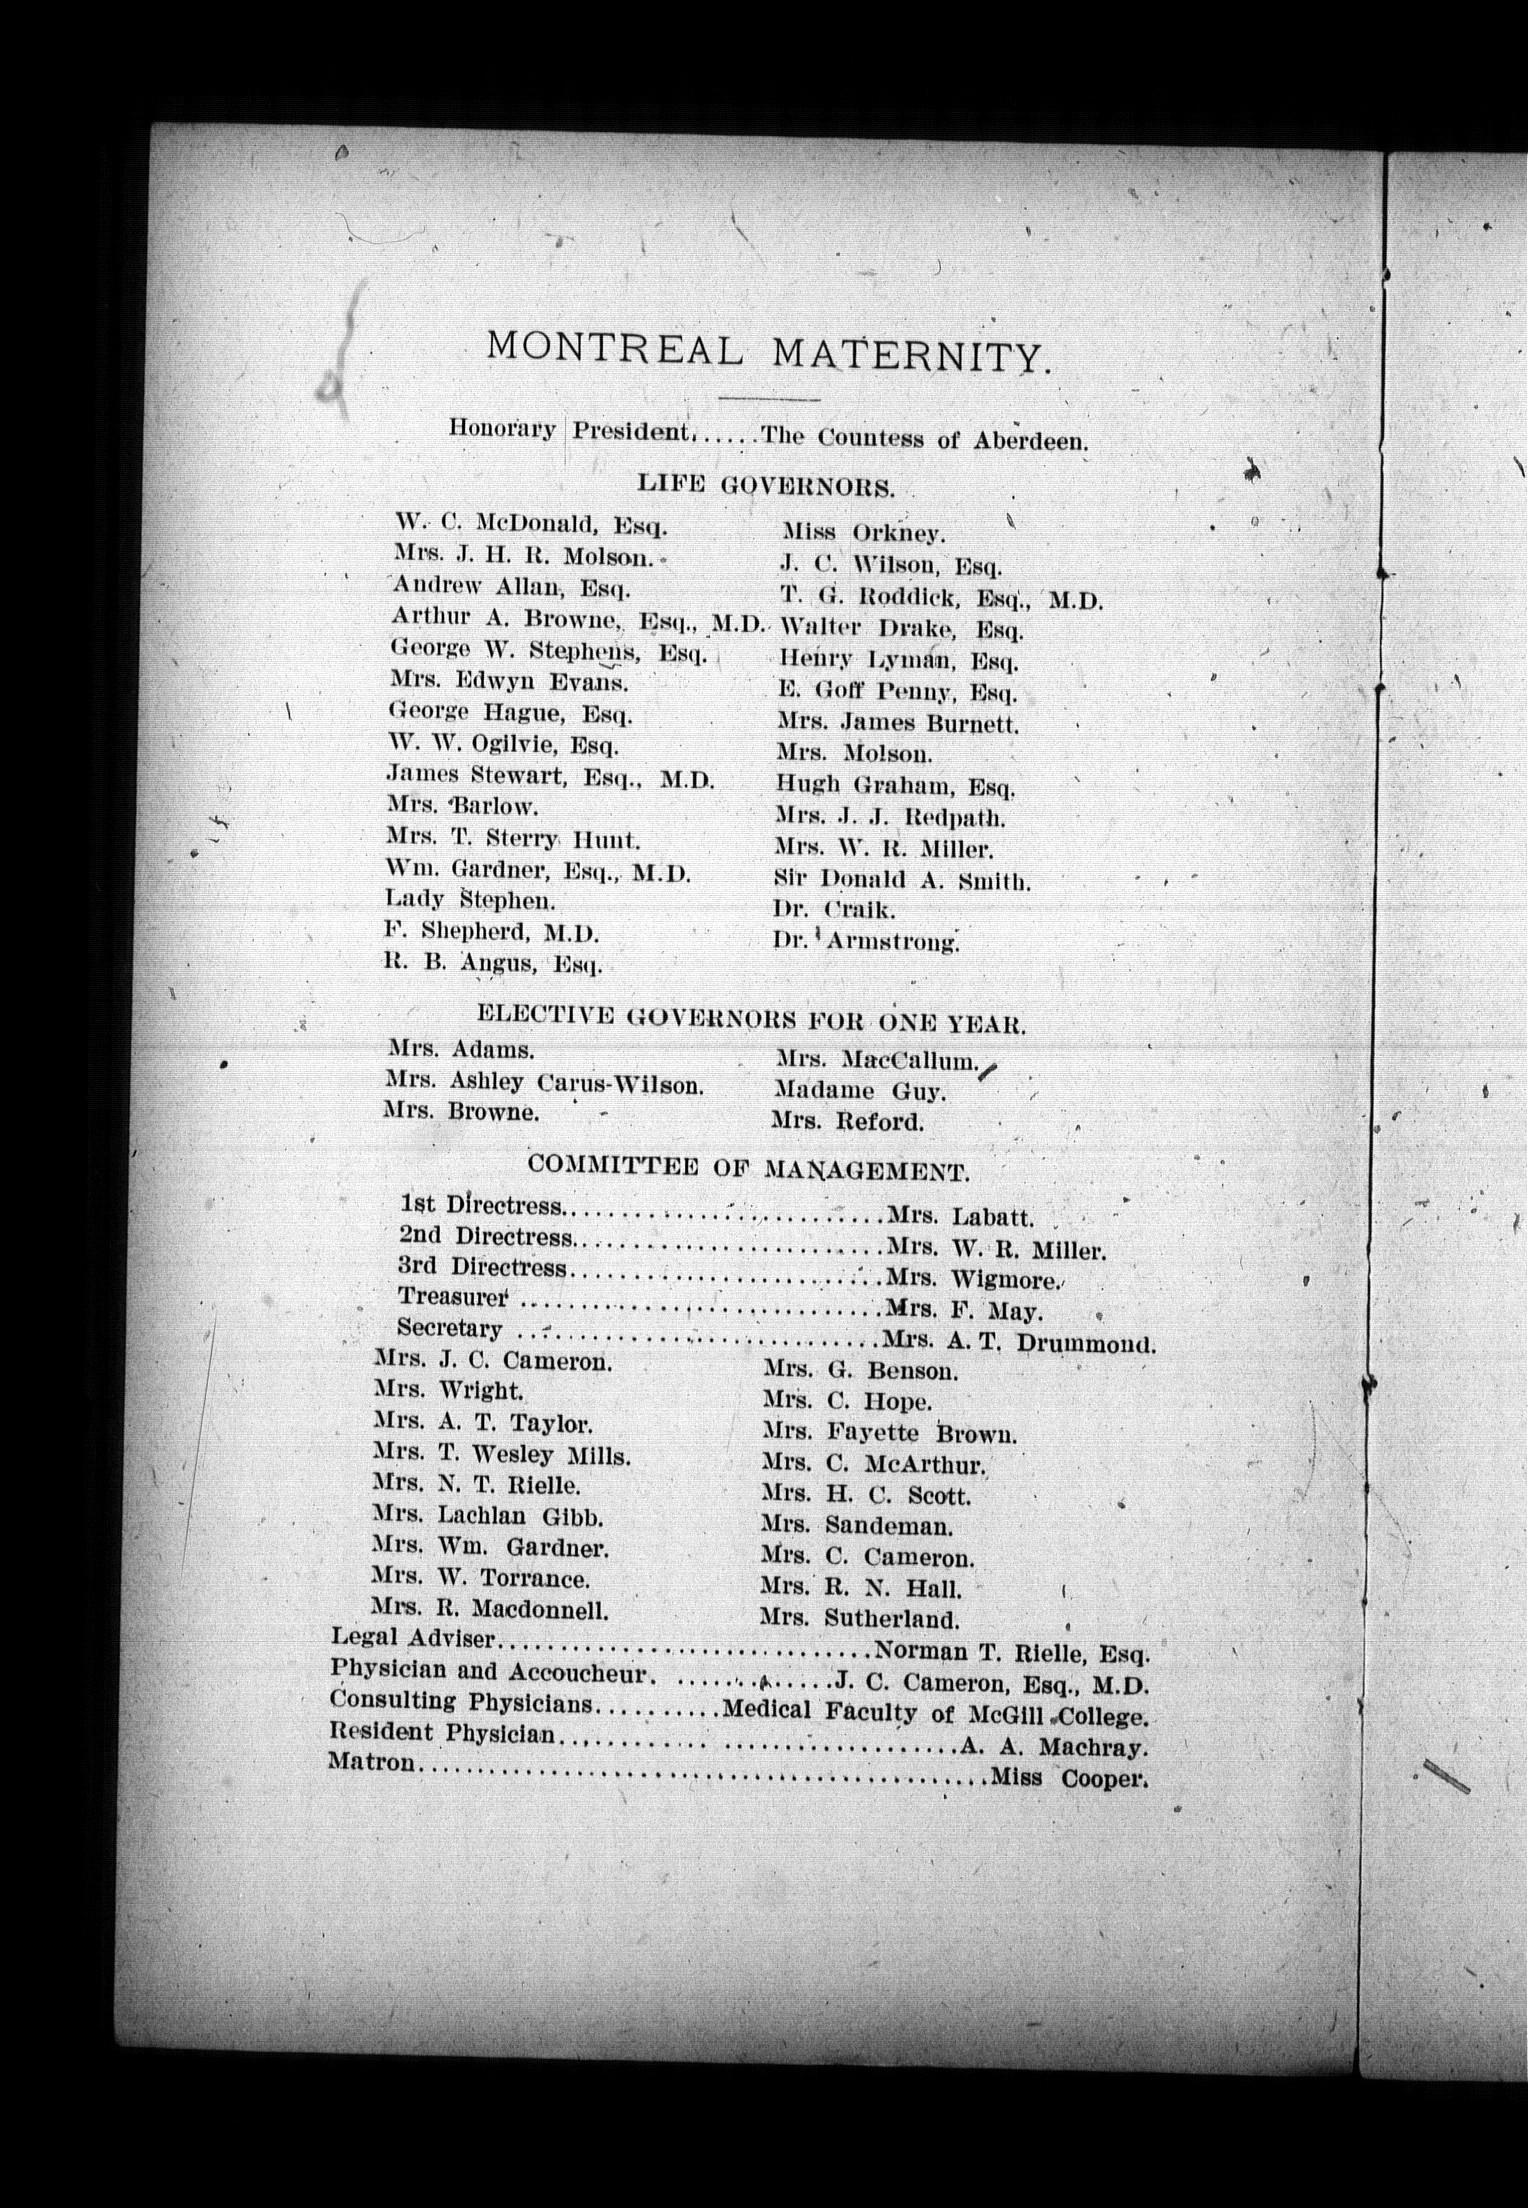 MONTREAL MATERNITY.
Honorary President......The Countess of Aberdeen.
LIFE GOVERNORS.
W. C. McDonald, Esq.
Mrs. J. H. R. Molson.
Andrew Allan, Esq.
Arthur A. Browne, Esq., M.D.
George W. Stephens, Esq.
Mrs. Edwyn Evans.
George Hague, Esq.
W. W. Ogilvie, Esq.
James Stewart, Esq., M.D.
Mrs. Barlow.
Mrs. T. Sterry Hunt.
Wm. Gardner, Esq., M.D.
Lady Stephen.
F. Shepherd, M.D.
R. B. Angus, Esq.
Miss Orkney.
J. C. Wilson, Esq.
T. G. Roddick, Esq., M.D.
Walter Drake, Esq.
Henry Lyman, Esq.
E. Goff Penny, Esq.
Mrs. James Burnett.
Mrs. Molson.
Hugh Graham, Esq.
Mrs. J. J. Redpath.
Mrs. W. R. Miller.
Sir Donald A. Smith.
Dr. Craik.
Dr. Armstrong.
ELECTIVE GOVERNORS FOR ONE YEAR.
Mrs. Adams.
Mrs. Ashley Carus-Wilson.
Mrs. Browne.
Mrs. MacCallum.
Madame Guy.
Mrs. Reford.
COMMITTEE OF MANAGEMENT.
1st Directress..........................Mrs. Labatt.
2nd Directress.........................Mrs. W. R. Miller.
3rd Directress.........................Mrs. Wigmore.
Treasurer .............................Mrs. F. May.
Secretary .............................Mrs. A. T. Drummond.
Mrs. J. C. Cameron.
Mrs. Wright.
Mrs. A. T. Taylor.
Mrs. T. Wesley Mills.
Mrs. N. T. Rielle.
Mrs. Lachlan Gibb.
Mrs. Wm. Gardner.
Mrs. W. Torrance.
Mrs. R. Macdonnell.
Mrs. G. Benson.
Mrs. C. Hope.
Mrs. Fayette Brown.
Mrs. C. McArthur.
Mrs. H. C. Scott.
Mrs. Sandeman.
Mrs. C. Cameron.
Mrs. R. N. Hall.
Mrs. Sutherland.
Legal Adviser..............................Norman T. Rielle, Esq.
Physician and Accoucheur. ............J. C. Cameron, Esq., M.D.
Consulting Physicians..........Medical Faculty of McGill College.
Resident Physician............ ...................A. A. Machray.
Matron..............................................Miss Cooper.